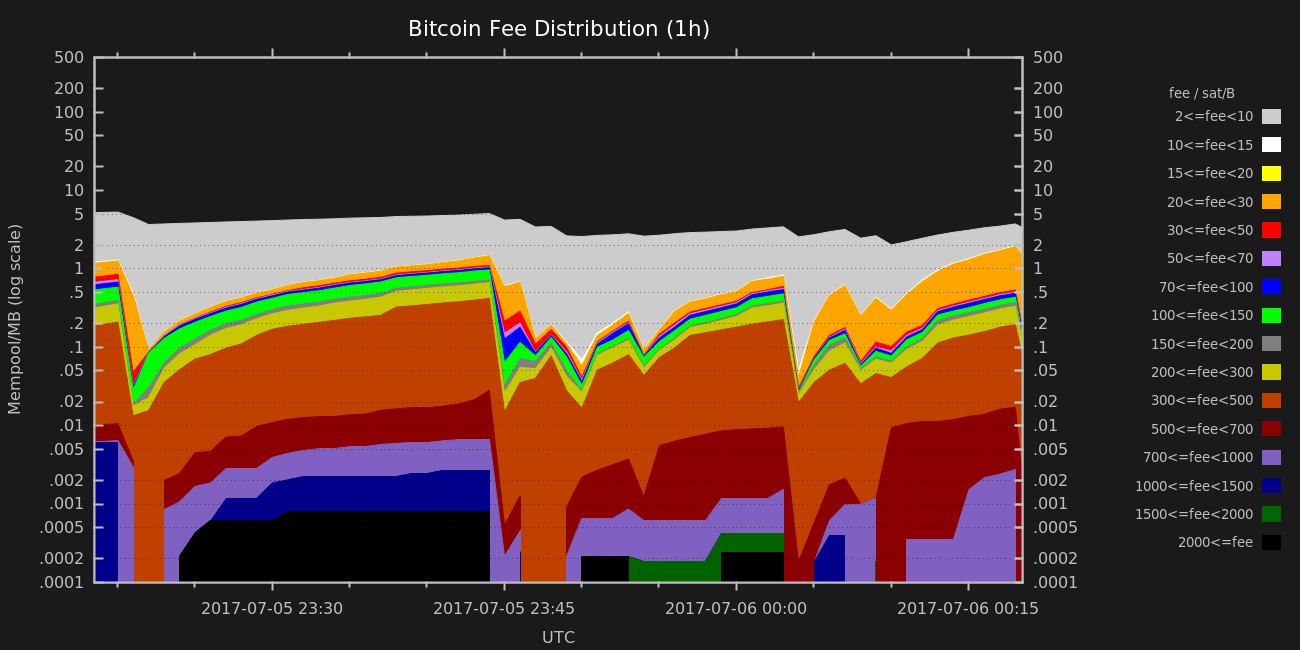 Bitcoin Fee Distribution (1h)
Mempool/MB (log scale)
500
200
100
50
20
10
5
2
1
.5
.2
.1
.05
.02
.01
.005
.002
.001
.0005
.0002
.0001
500
200
100
50
20
10
5
2
1
.5
.2
.1
.05
.02
.01
.005
.002
.001
.0005
.0002
.0001
2017-07-05 23:30
2017-07-05 23:45
2017-07-06 00:00
2017-07-06 00:15
UTC
fee / sat/B
2<=fee<10
10<=fee<15
15<=fee<20
20<=fee<30
30<=fee<50
50<=fee<70
70<=fee<100
100<=fee<150
150<=fee<200
200<=fee<300
300<=fee<500
500<=fee<700
700<=fee<1000
1000<=fee<1500
1500<=fee<2000
2000<=fee